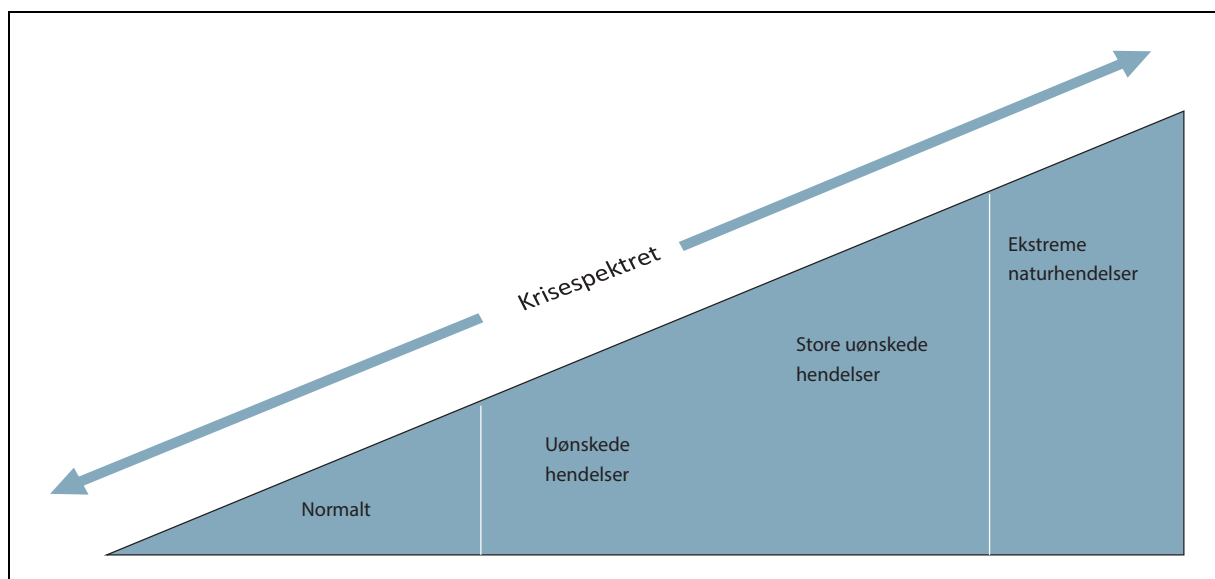 Krisespektret
Ekstreme
naturhendelser
Store uønskede
hendelser
Uønskede
hendelser
Normalt